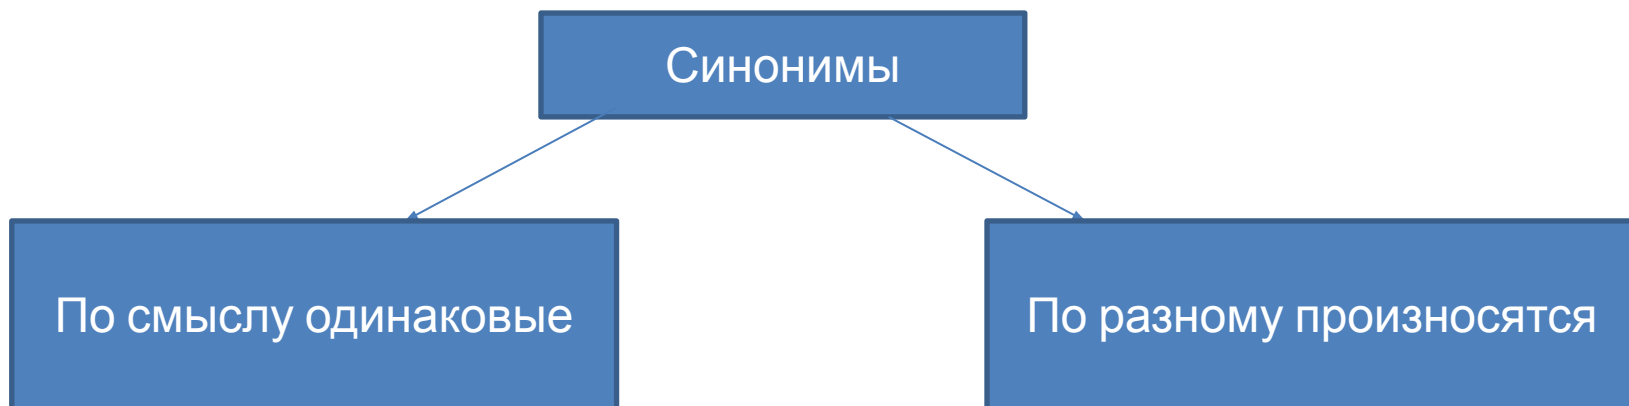 Синонимы
По смыслу одинаковые
По разному произносятся